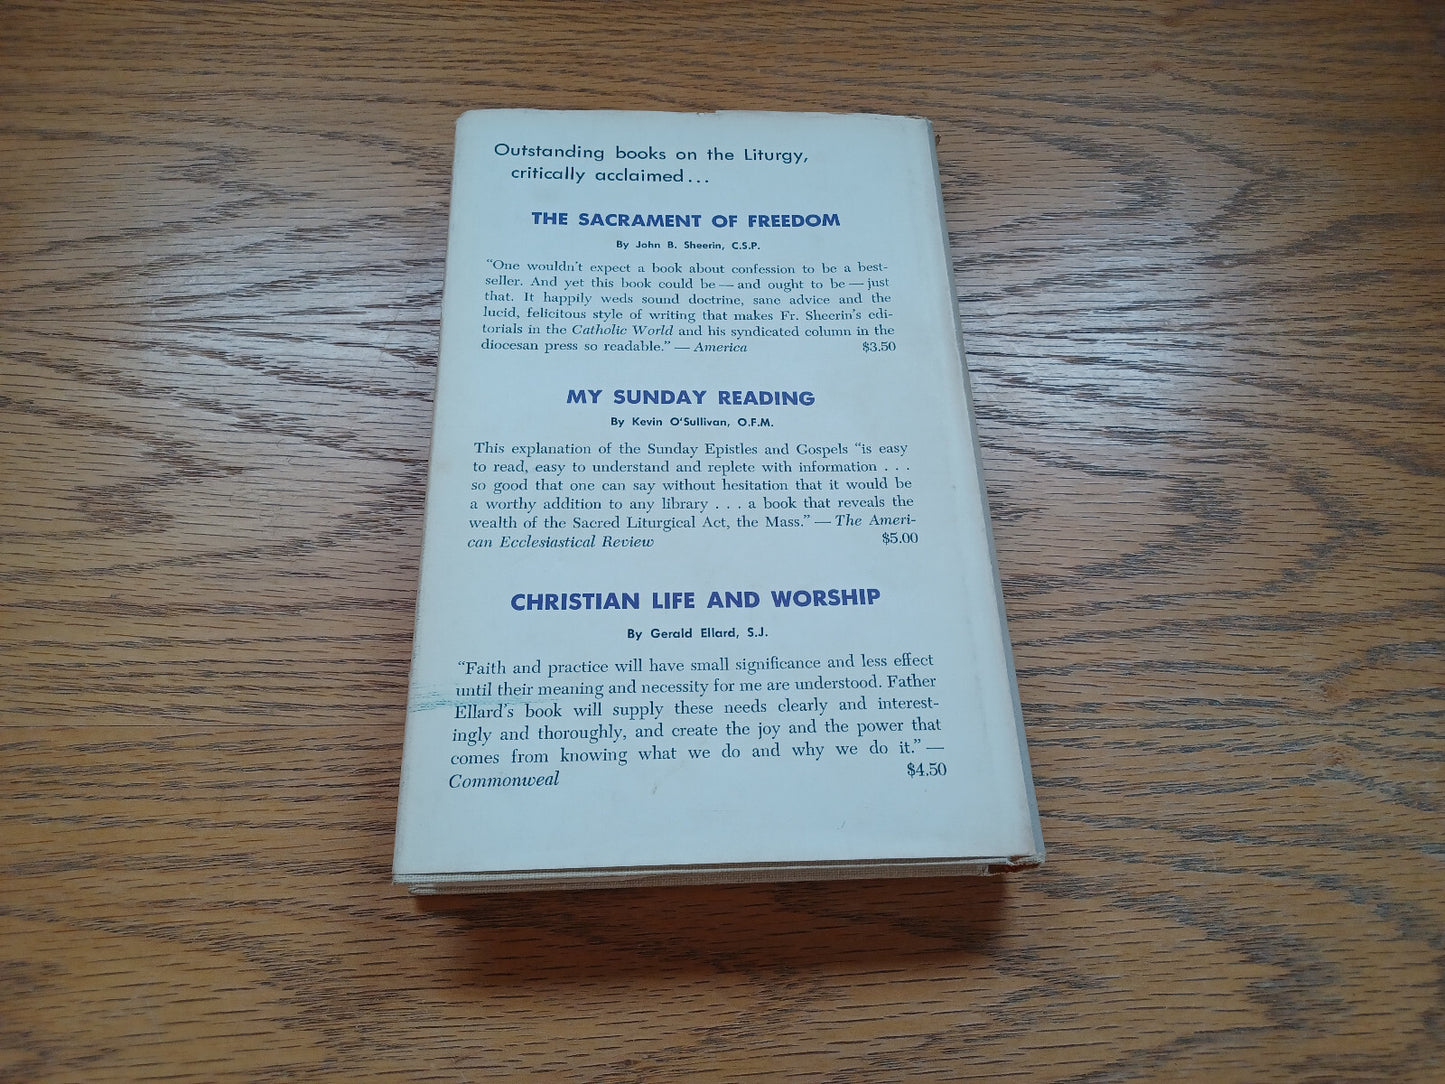 Outstanding books on the Liturgy,
critically acclaimed...
THE SACRAMENT OF FREEDOM
By John B. Sheerin, C.S.P.
"One wouldn't expect a book about confession to be a best-
seller. And yet this book could be — and ought to be — just
that. It happily weds sound doctrine, sane advice and the
lucid, felicitous style of writing that makes Fr. Sheerin's edi-
torials in the Catholic World and his syndicated column in the
diocesan press so readable." — America $3.50
MY SUNDAY READING
By Kevin O'Sullivan, O.F.M.
This explanation of the Sunday Epistles and Gospels "is easy
to read, easy to understand and replete with information . . .
so good that one can say without hesitation that it would be
a worthy addition to any library . . . a book that reveals the
wealth of the Sacred Liturgical Act, the Mass." — The Ameri-
can Ecclesiastical Review $5.00
CHRISTIAN LIFE AND WORSHIP
By Gerald Ellard, S.J.
"Faith and practice will have small significance and less effect
until their meaning and necessity for me are understood. Father
Ellard's book will supply these needs clearly and interest-
ingly and thoroughly, and create the joy and the power that
comes from knowing what we do and why we do it." —
Commonweal $4.50